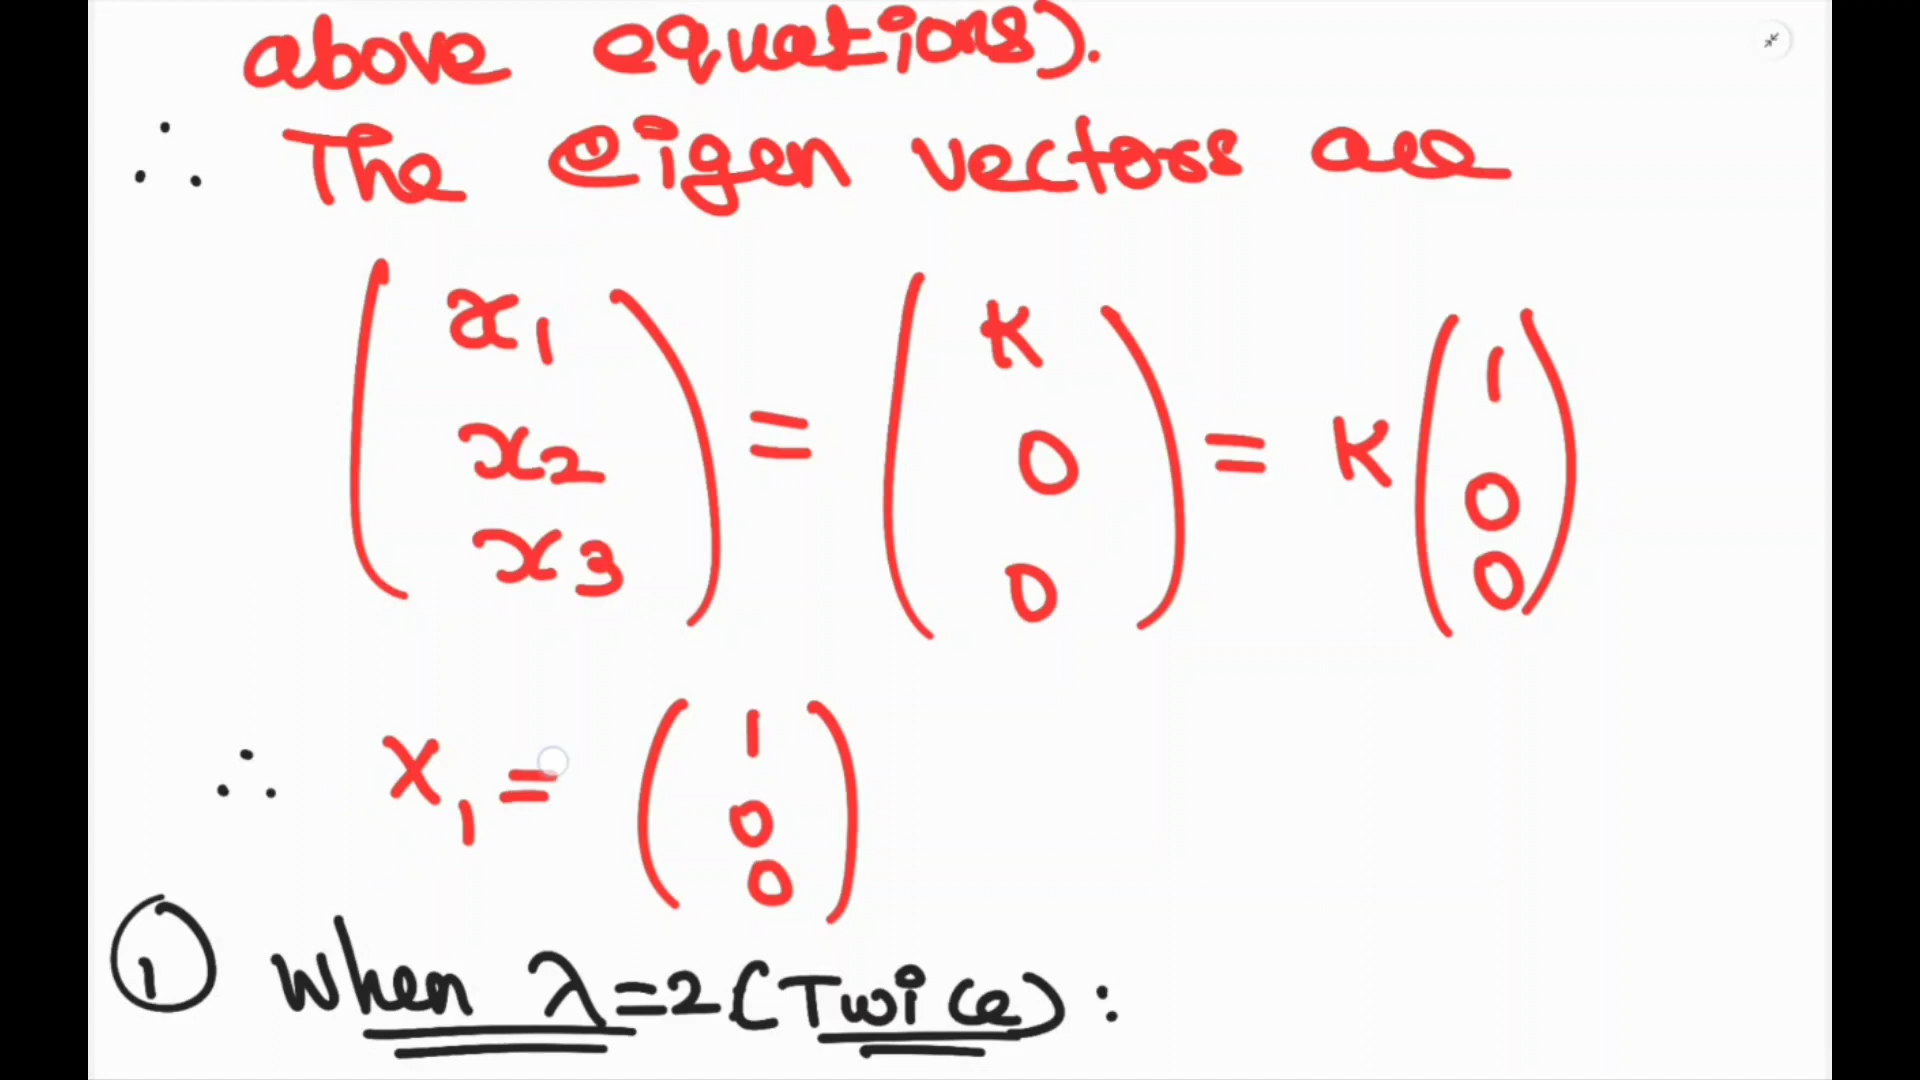 above equations).
∴ The eigen vectors are
(x1 x2 x3) = (k 0 0) = k (1 0 0)
∴ X1 = (1 0 0)
① When λ=2 (Twice) :